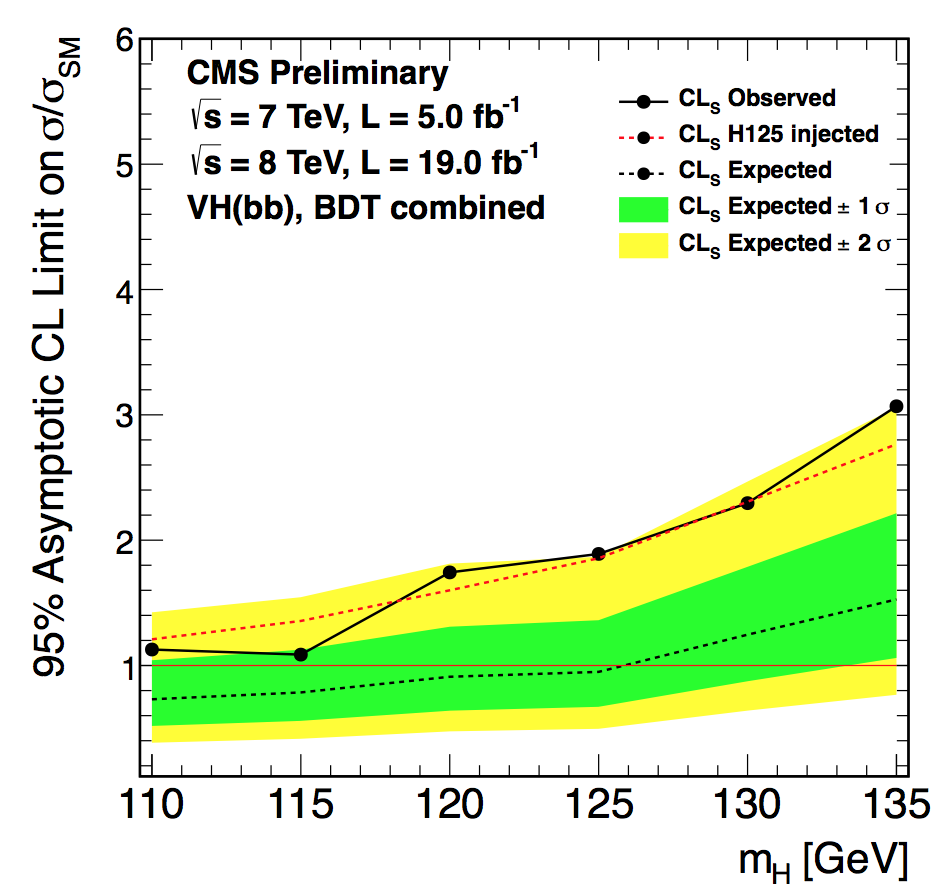 95% Asymptotic CL Limit on σ/σSM
6
5
4
3
2
1
CMS Preliminary
√s = 7 TeV, L = 5.0 fb-1
√s = 8 TeV, L = 19.0 fb-1
VH(bb), BDT combined
CLS Observed
CLS H125 injected
CLS Expected
CLS Expected ± 1 σ
CLS Expected ± 2 σ
110 115 120 125 130 135
mH [GeV]